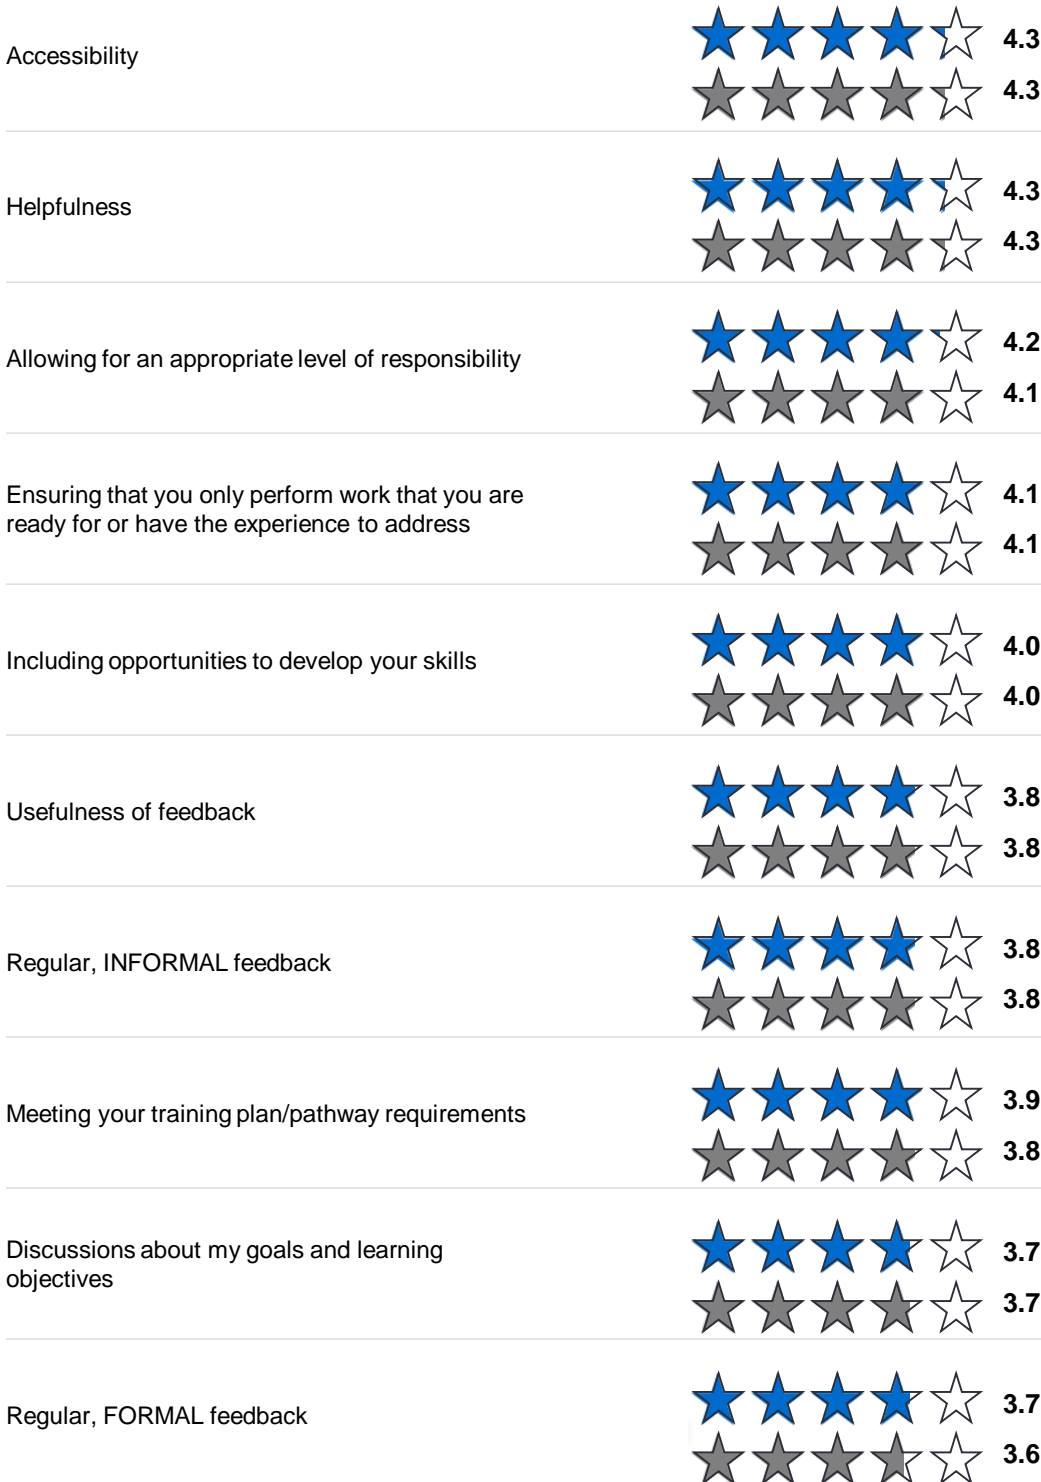 Accessibility
4.3
4.3
Helpfulness
4.3
4.3
Allowing for an appropriate level of responsibility
4.2
4.1
Ensuring that you only perform work that you are
ready for or have the experience to address
4.1
4.1
Including opportunities to develop your skills
4.0
4.0
Usefulness of feedback
3.8
3.8
Regular, INFORMAL feedback
3.8
3.8
Meeting your training plan/pathway requirements
3.9
3.8
Discussions about my goals and learning
objectives
3.7
3.7
Regular, FORMAL feedback
3.7
3.6